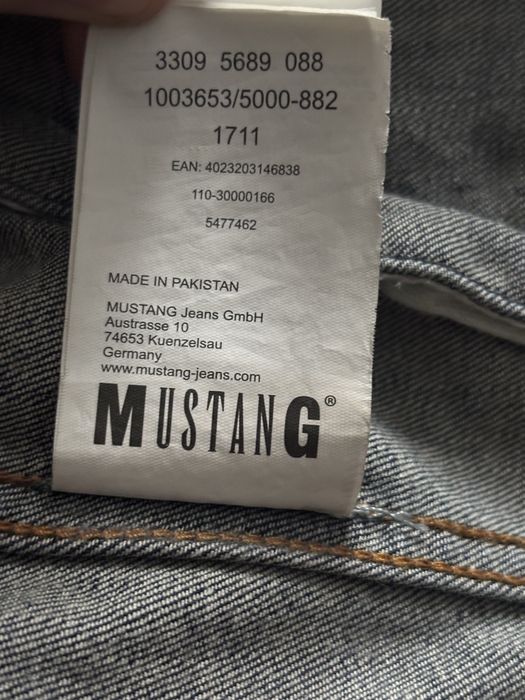 3309 5689 088
1003653/5000-882
1711
EAN: 4023203146838
110-30000166
5477462
MADE IN PAKISTAN
MUSTANG Jeans GmbH
Austrasse 10
74653 Kuenzelsau
Germany
www.mustang-jeans.com
MUSTANG®